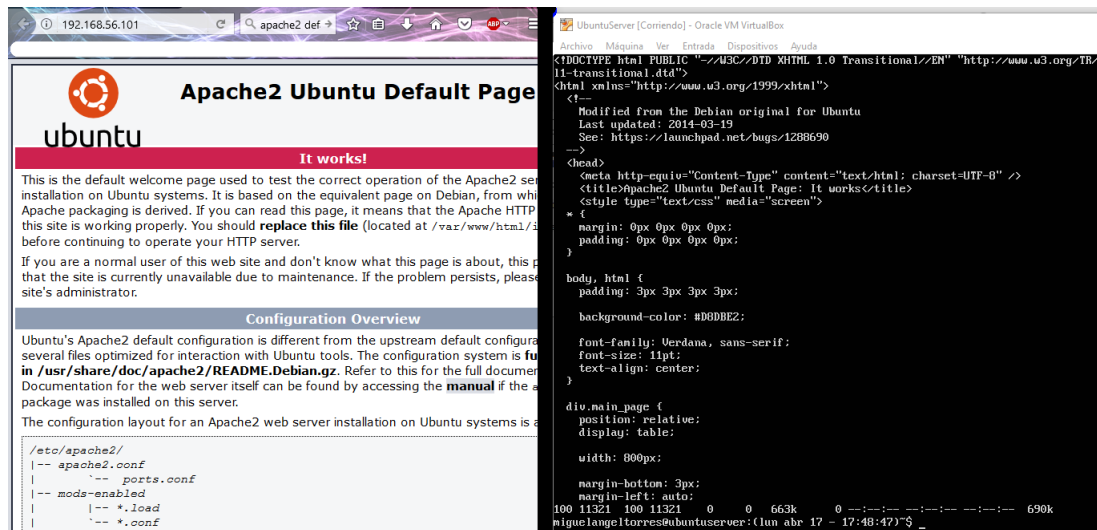 192.168.56.101
apache2 def
ABP
ubuntu
Apache2 Ubuntu Default Page
It works!
This is the default welcome page used to test the correct operation of the Apache2 ser
installation on Ubuntu systems. It is based on the equivalent page on Debian, from whi
Apache packaging is derived. If you can read this page, it means that the Apache HTTP
this site is working properly. You should replace this file (located at /var/www/html/i
before continuing to operate your HTTP server.
If you are a normal user of this web site and don't know what this page is about, this p
that the site is currently unavailable due to maintenance. If the problem persists, please
site's administrator.
Configuration Overview
Ubuntu's Apache2 default configuration is different from the upstream default configura
several files optimized for interaction with Ubuntu tools. The configuration system is fu
in /usr/share/doc/apache2/README.Debian.gz. Refer to this for the full documen
Documentation for the web server itself can be found by accessing the manual if the a
package was installed on this server.
The configuration layout for an Apache2 web server installation on Ubuntu systems is a
/etc/apache2/
|-- apache2.conf
|       `--  ports.conf
|-- mods-enabled
|       |-- *.load
|       `-- *.conf
UbuntuServer [Corriendo] - Oracle VM VirtualBox
Archivo Máquina Ver Entrada Dispositivos Ayuda
<!DOCTYPE html PUBLIC "-//W3C//DTD XHTML 1.0 Transitional//EN" "http://www.w3.org/TR/
l1-transitional.dtd">
<html xmlns="http://www.w3.org/1999/xhtml">
  <!--
    Modified from the Debian original for Ubuntu
    Last updated: 2014-03-19
    See: https://launchpad.net/bugs/1288690
  -->
  <head>
    <meta http-equiv="Content-Type" content="text/html; charset=UTF-8" />
    <title>Apache2 Ubuntu Default Page: It works</title>
    <style type="text/css" media="screen">
  * {
    margin: 0px 0px 0px 0px;
    padding: 0px 0px 0px 0px;
  }
  body, html {
    padding: 3px 3px 3px 3px;
    background-color: #D8DBE2;
    font-family: Verdana, sans-serif;
    font-size: 11pt;
    text-align: center;
  }
  div.main_page {
    position: relative;
    display: table;
    width: 800px;
    margin-bottom: 3px;
    margin-left: auto;
100 11321  100 11321    0     0   663k      0 --:--:-- --:--:-- --:--:--  690k
miguelangeltorres@ubuntuserver:(lun abr 17 - 17:48:47)~$ _